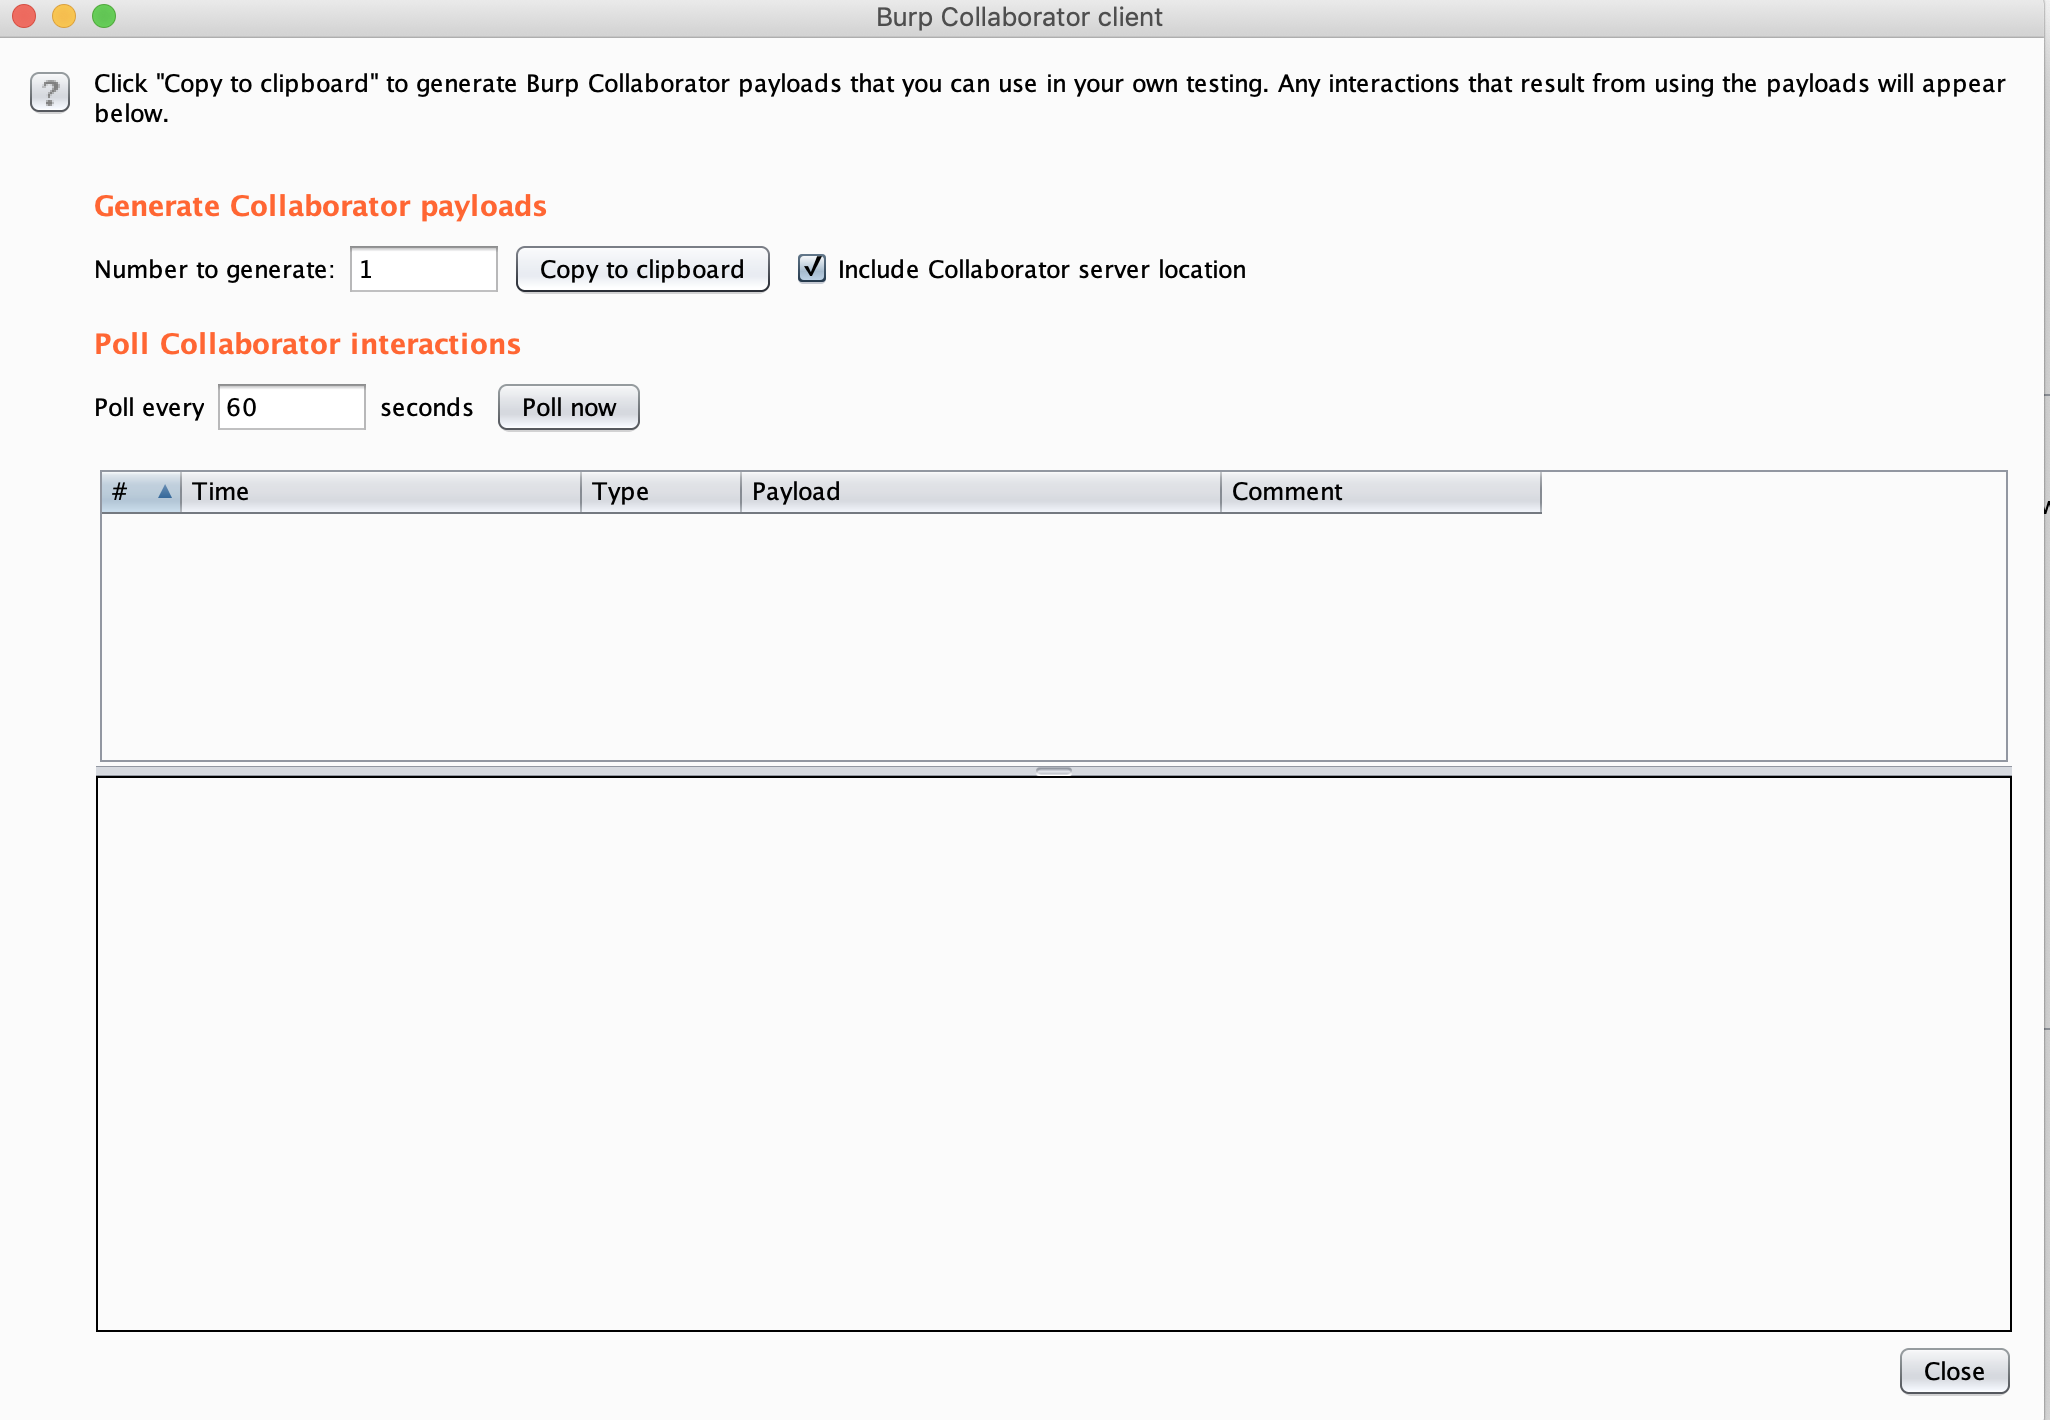 Burp Collaborator client
?
Click "Copy to clipboard" to generate Burp Collaborator payloads that you can use in your own testing. Any interactions that result from using the payloads will appear
below.
Generate Collaborator payloads
Number to generate: 1 Copy to clipboard Include Collaborator server location
Poll Collaborator interactions
Poll every 60 seconds Poll now
# Time Type Payload Comment
Close